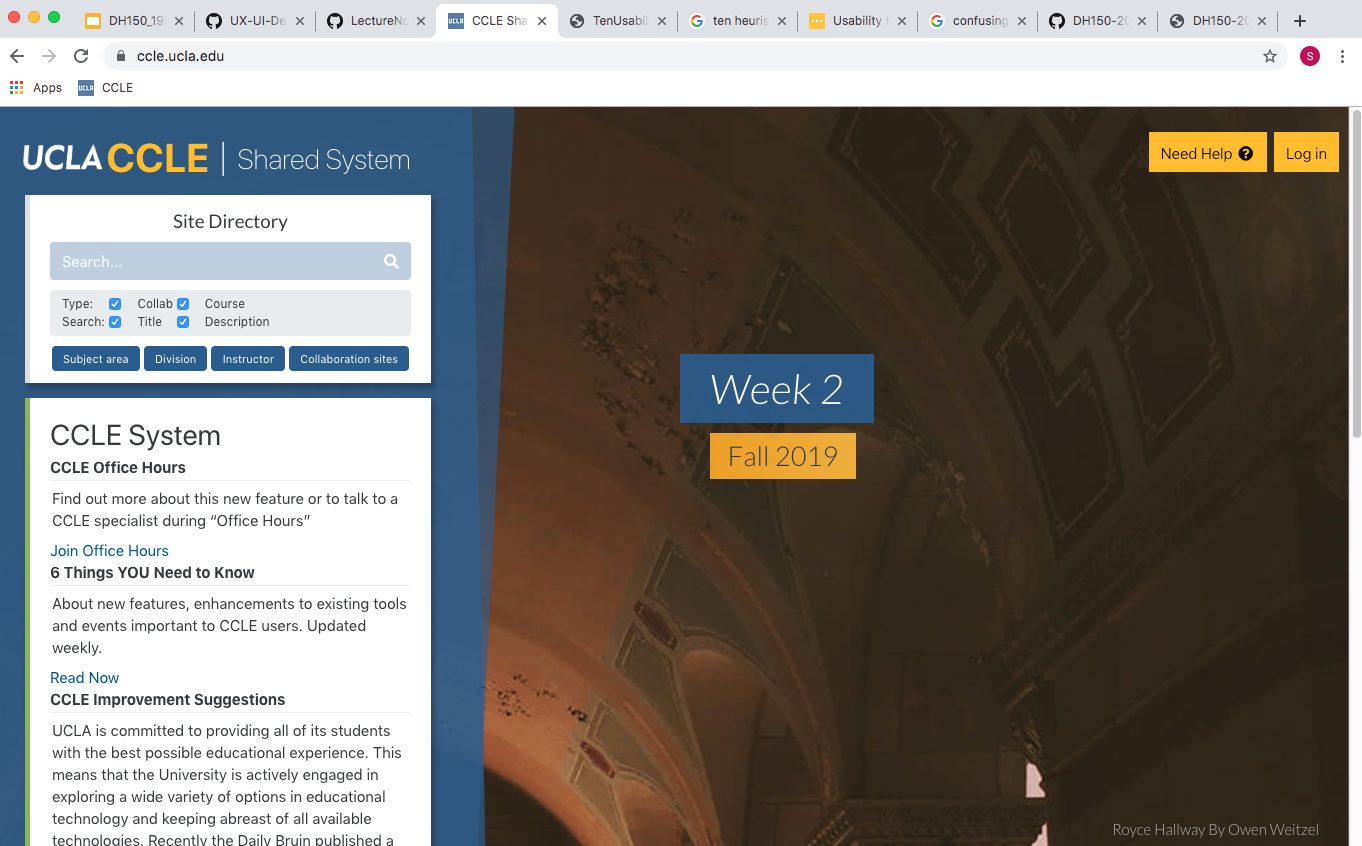 DH150_19
UX-UI-De
LectureNo
CCLE Sha
TenUsabil
ten heuris
Usability
confusing
DH150-20
DH150-20
ccle.ucla.edu
S
Apps
UCLA
CCLE
UCLA CCLE | Shared System
Need Help ?
Log in
Site Directory
Search...
Type: Collab Course
Search: Title Description
Subject area Division Instructor Collaboration sites
Week 2
Fall 2019
CCLE System
CCLE Office Hours
Find out more about this new feature or to talk to a
CCLE specialist during “Office Hours”
Join Office Hours
6 Things YOU Need to Know
About new features, enhancements to existing tools
and events important to CCLE users. Updated
weekly.
Read Now
CCLE Improvement Suggestions
UCLA is committed to providing all of its students
with the best possible educational experience. This
means that the University is actively engaged in
exploring a wide variety of options in educational
technology and keeping abreast of all available
technologies. Recently the Daily Bruin published a
Royce Hallway By Owen Weitzel